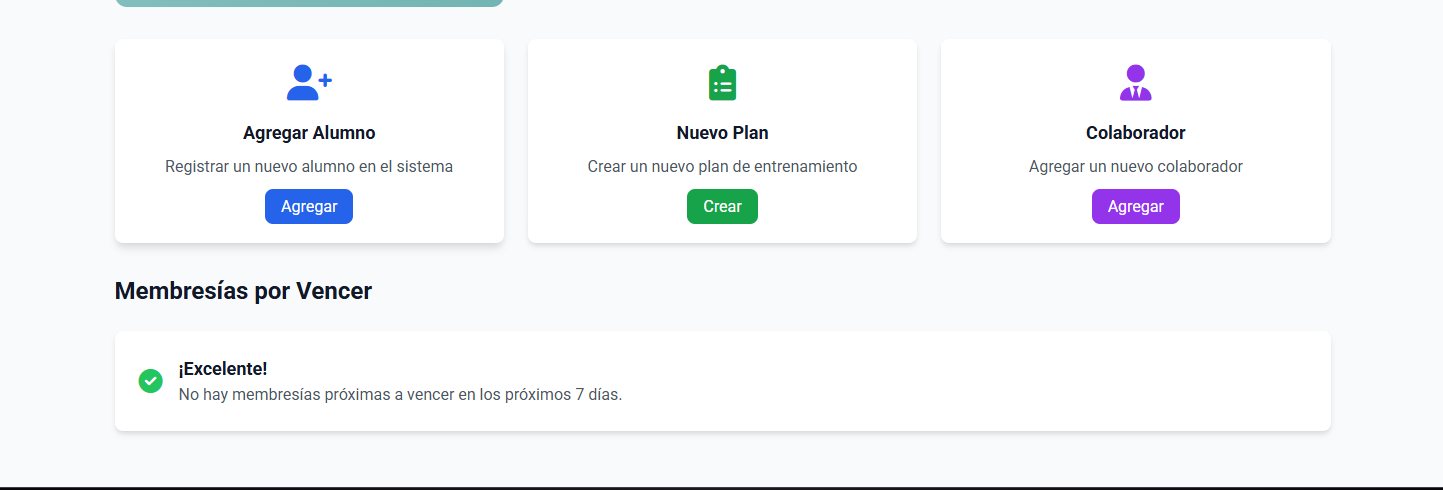 Agregar Alumno
Registrar un nuevo alumno en el sistema
Agregar
Nuevo Plan
Crear un nuevo plan de entrenamiento
Crear
Colaborador
Agregar un nuevo colaborador
Agregar
Membresías por Vencer
¡Excelente!
No hay membresías próximas a vencer en los próximos 7 días.